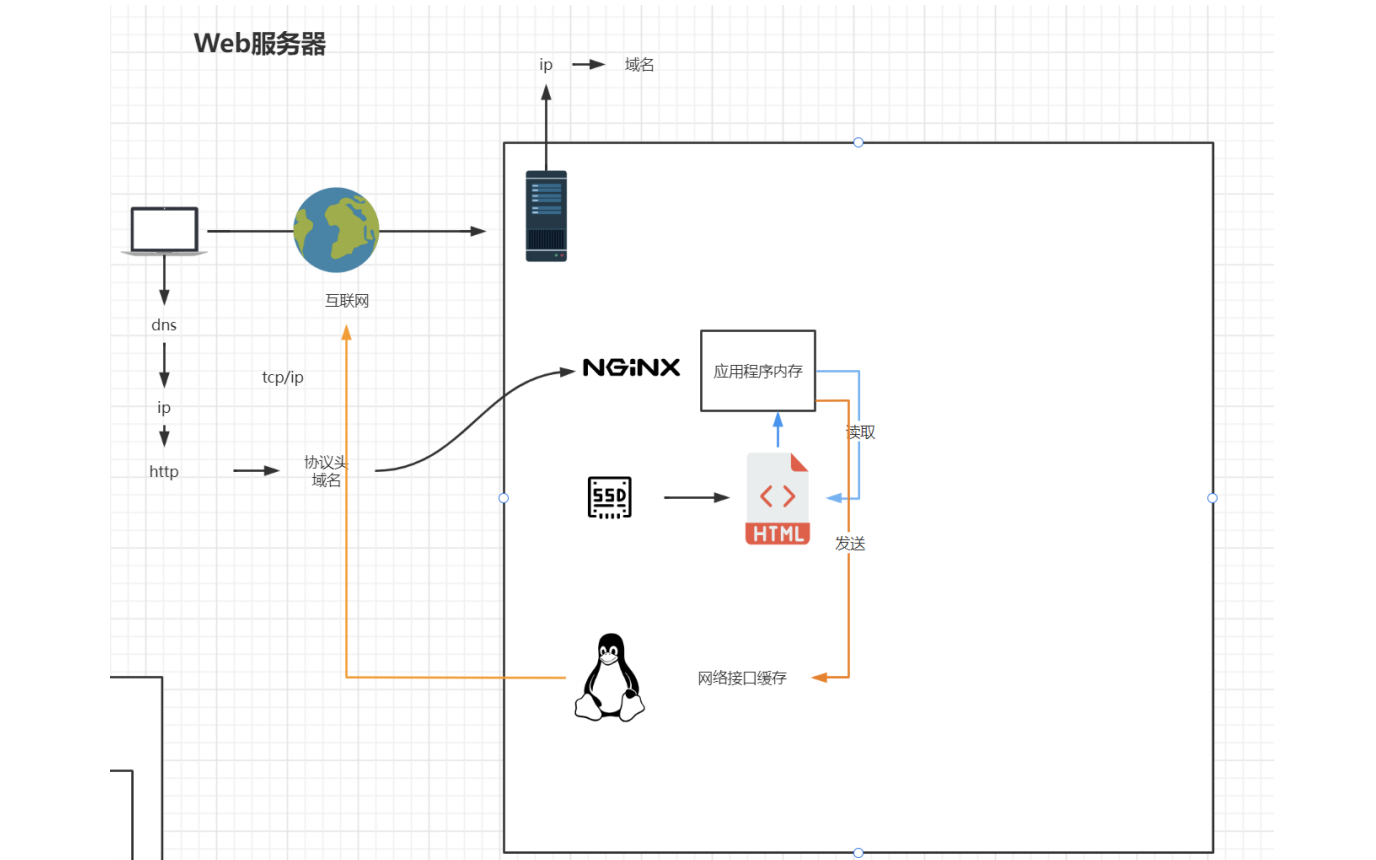 Web服务器
ip
域名
互联网
dns
tcp/ip
ip
http
协议头
域名
NGiNX
应用程序内存
读取
SSD
HTML
发送
网络接口缓存